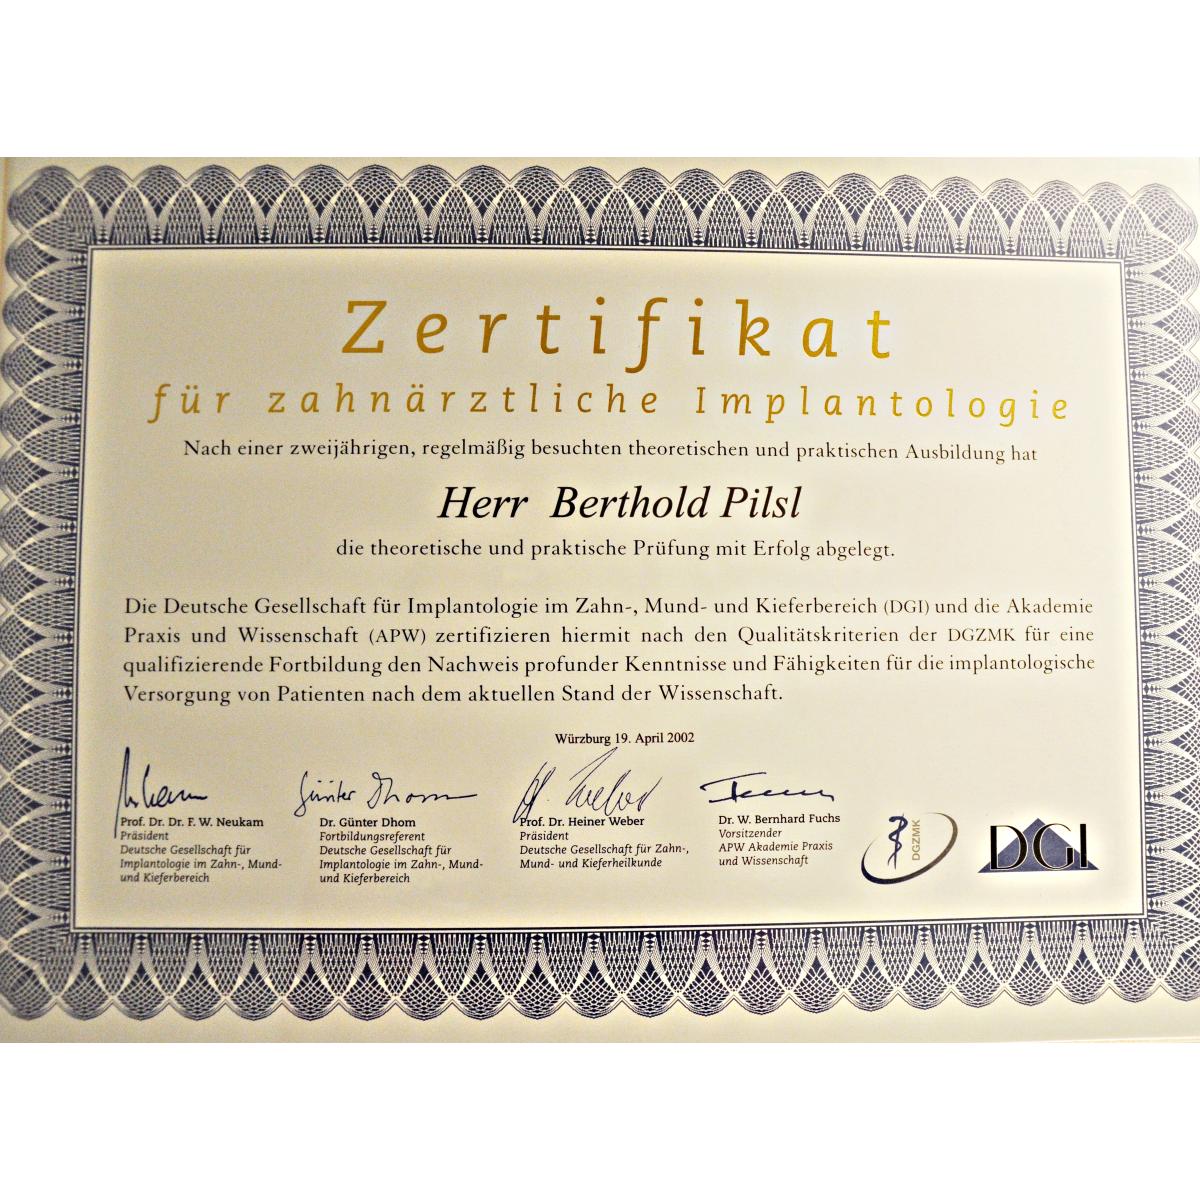 Zertifikat
für zahnärztliche Implantologie
Nach einer zweijährigen, regelmäßig besuchten theoretischen und praktischen Ausbildung hat
Herr Berthold Pilsl
die theoretische und praktische Prüfung mit Erfolg abgelegt.
Die Deutsche Gesellschaft für Implantologie im Zahn-, Mund- und Kieferbereich (DGI) und die Akademie
Praxis und Wissenschaft (APW) zertifizieren hiermit nach den Qualitätskriterien der DGZMK für eine
qualifizierende Fortbildung den Nachweis profunder Kenntnisse und Fähigkeiten für die implantologische
Versorgung von Patienten nach dem aktuellen Stand der Wissenschaft.
Würzburg 19. April 2002
Günter Dhom
Prof. Dr. Dr. F. W. Neukam
Präsident
Deutsche Gesellschaft für
Implantologie im Zahn-, Mund-
und Kieferbereich
Dr. Günter Dhom
Fortbildungsreferent
Deutsche Gesellschaft für
Implantologie im Zahn-, Mund-
und Kieferbereich
Prof. Dr. Heiner Weber
Präsident
Deutsche Gesellschaft für Zahn-,
Mund- und Kieferheilkunde
Dr. W. Bernhard Fuchs
Vorsitzender
APW Akademie Praxis
und Wissenschaft
DGZMK
DGI